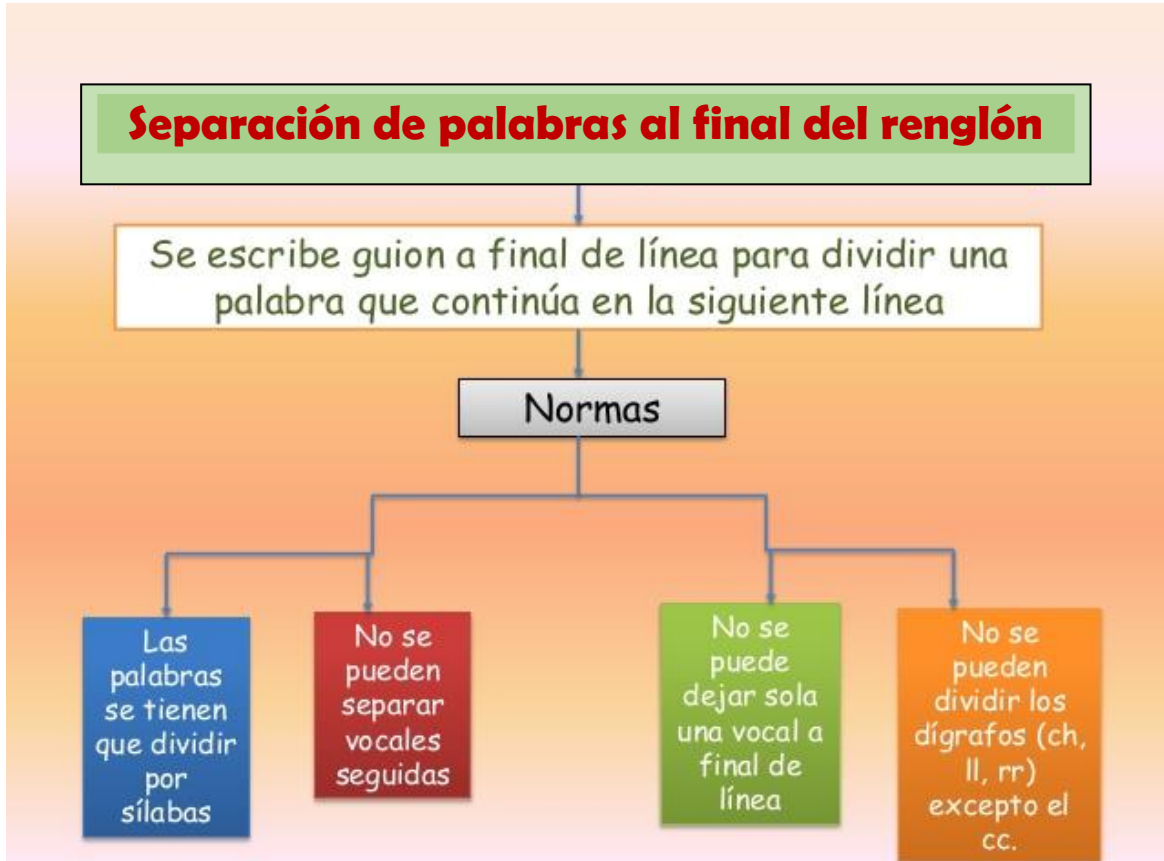 Separación de palabras al final del renglón
Se escribe guion a final de línea para dividir una
palabra que continúa en la siguiente línea
Normas
Las
palabras
se tienen
que dividir
por
sílabas
No se
pueden
separar
vocales
seguidas
No se
puede
dejar sola
una vocal a
final de
línea
No se
pueden
dividir los
dígrafos (ch,
ll, rr)
excepto el
cc.